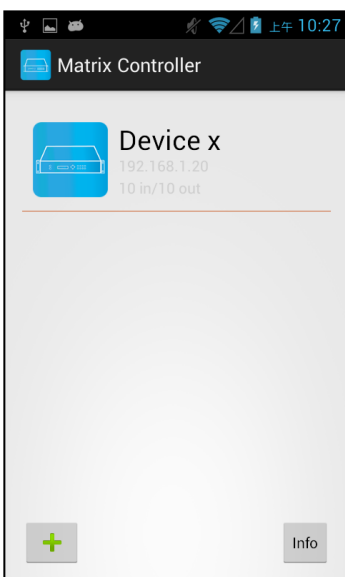 上午 10:27
Matrix Controller
Device x
192.168.1.20
10 in/10 out
Info